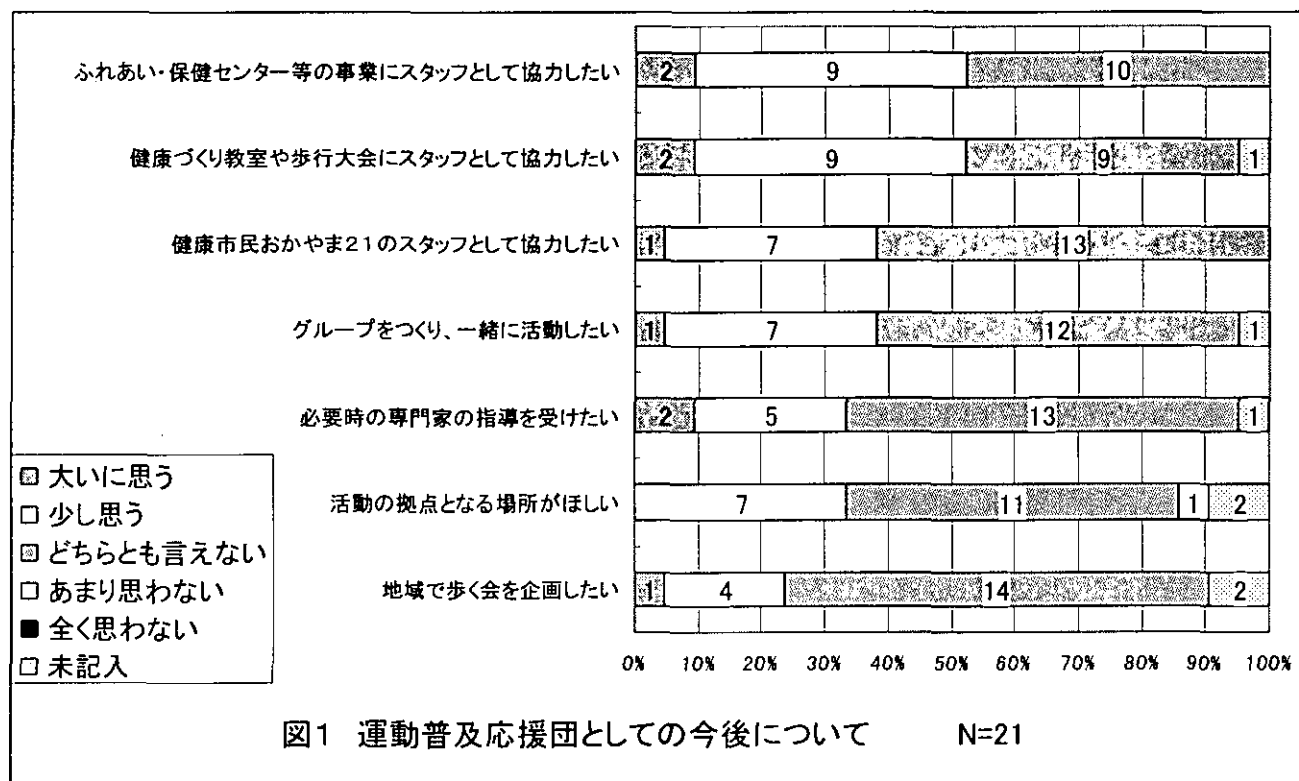 ふれあい・保健センター等の事業にスタッフとして協力したい 2 9 10
健康づくり教室や歩行大会にスタッフとして協力したい 2 9 9 1
健康市民おかやま21のスタッフとして協力したい 1 7 13
グループをつくり、一緒に活動したい 1 7 12 1
必要時の専門家の指導を受けたい 2 5 13 1
活動の拠点となる場所がほしい 7 11 1 2
地域で歩く会を企画したい 1 4 14 2
大いに思う
少し思う
どちらとも言えない
あまり思わない
全く思わない
未記入
0% 10% 20% 30% 40% 50% 60% 70% 80% 90% 100%
図1 運動普及応援団としての今後について N=21